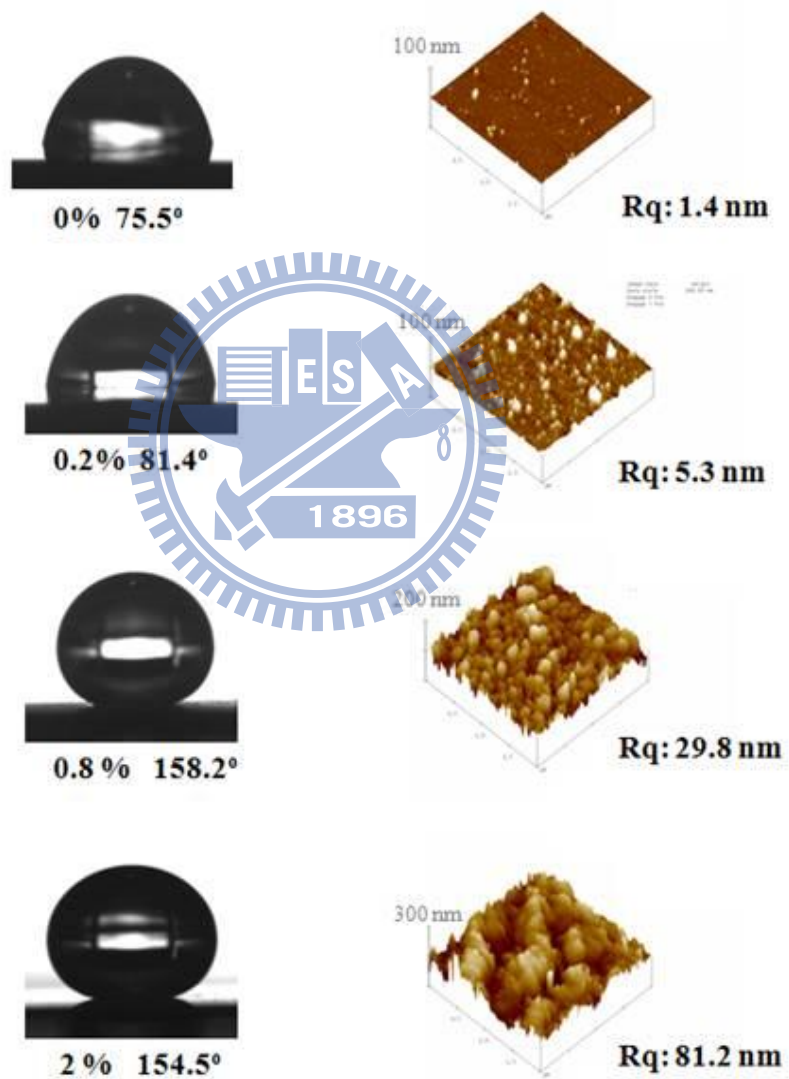 100 nm
0% 75.5°
Rq: 1.4 nm
100 nm
ESA
0.2% 81.4°
Rq: 5.3 nm
1896
200 nm
0.8 % 158.2°
Rq: 29.8 nm
300 nm
2 % 154.5°
Rq: 81.2 nm